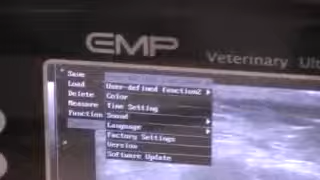 EMP
Veterinary Ult
Save
Load
Delete
Measure
Function
User-defined function2
Color
Time Setting
Sound
Language
Factory Settings
Version
Software Update